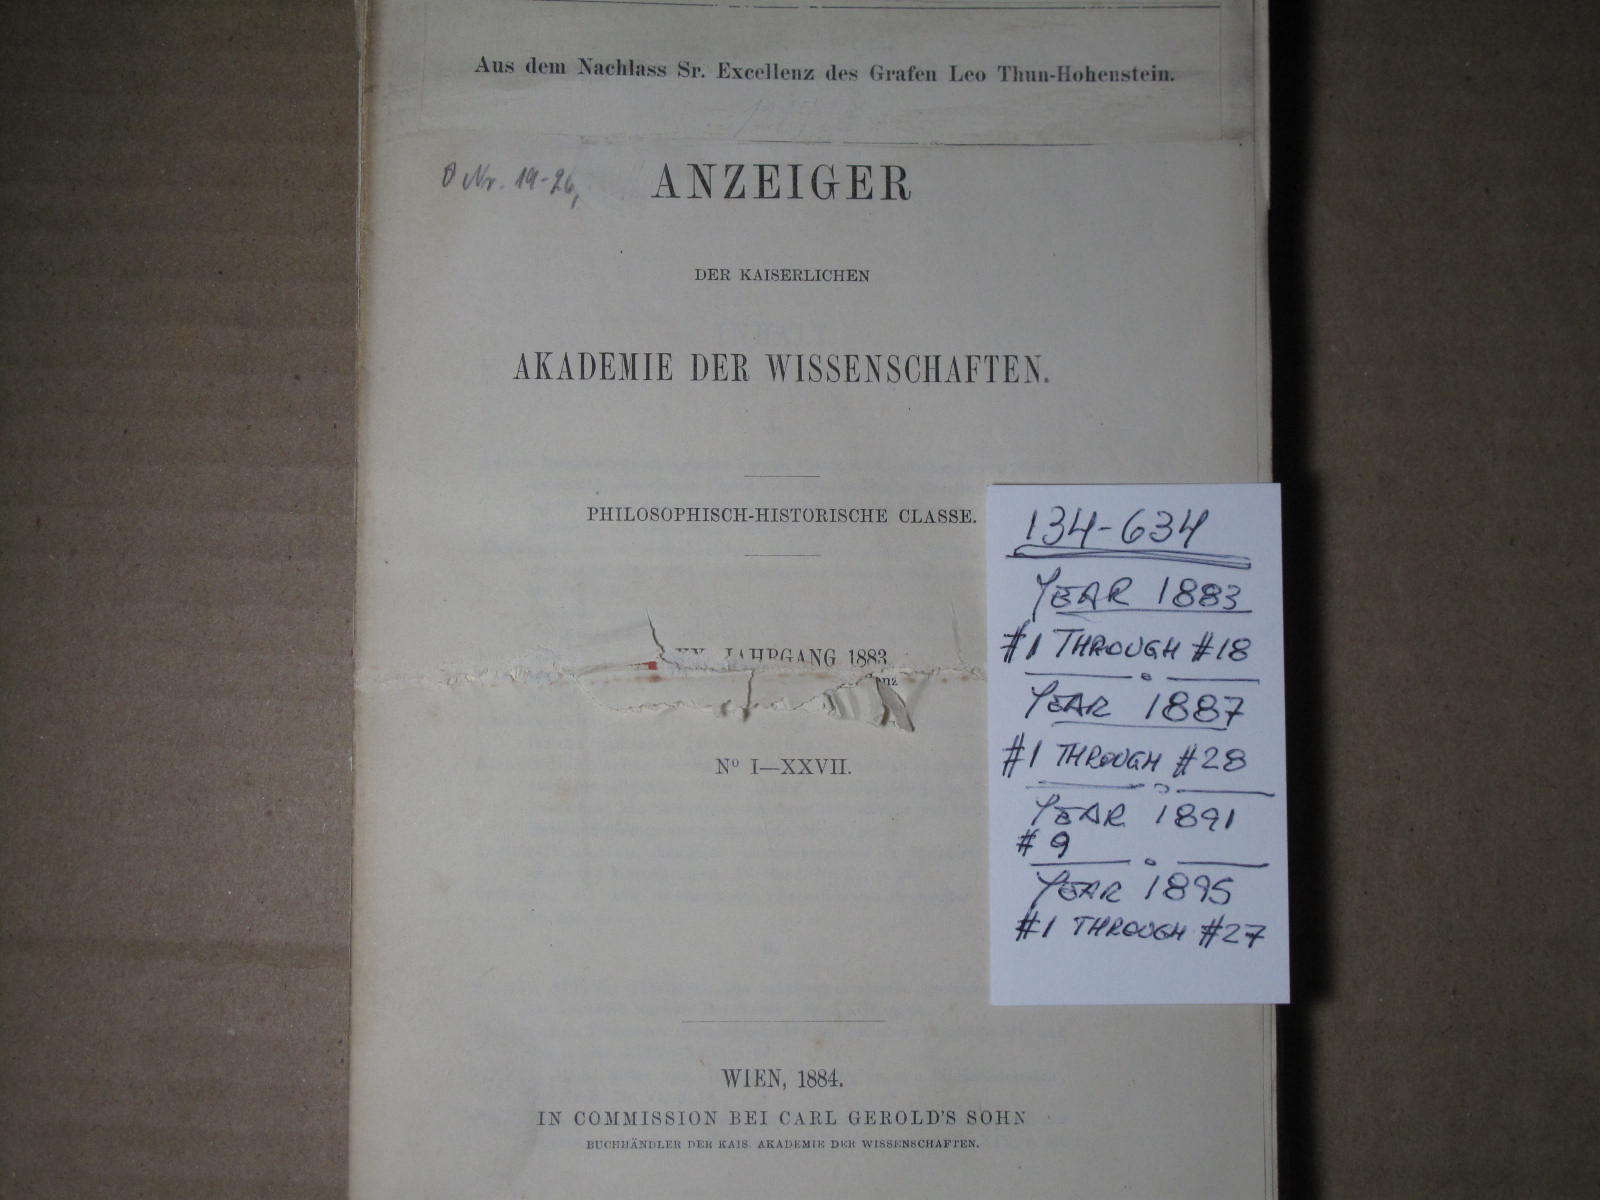 Aus dem Nachlass Sr. Excellenz des Grafen Leo Thun-Hohenstein.
Nr. 19-26,
ANZEIGER
DER KAISERLICHEN
AKADEMIE DER WISSENSCHAFTEN.
PHILOSOPHISCH-HISTORISCHE CLASSE.
XX. JAHRGANG 1883
Nº I—XXVII.
WIEN, 1884.
IN COMMISSION BEI CARL GEROLD'S SOHN
BUCHHÄNDLER DER KAIS. AKADEMIE DER WISSENSCHAFTEN.
134-634
YEAR 1883
#1 THROUGH #18
YEAR 1887
#1 THROUGH #28
YEAR 1891
# 9
YEAR 1895
#1 THROUGH #27